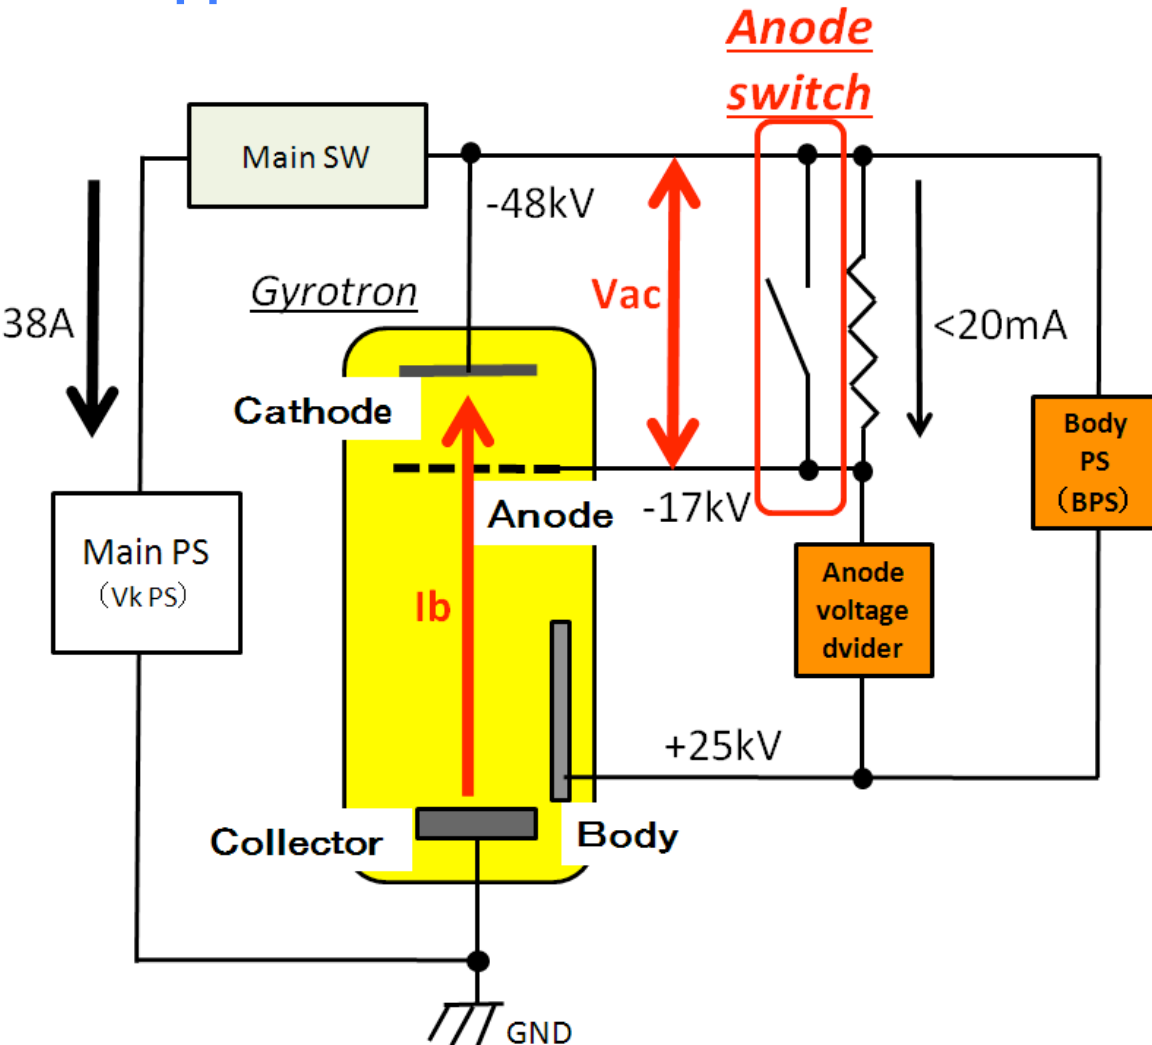 Anode
switch
Main SW
-48kV
Gyrotron
Vac
38A
<20mA
Cathode
Body
PS
（BPS）
Anode
-17kV
Main PS
（Vk PS）
Anode
voltage
dvider
Ib
+25kV
Collector
Body
GND